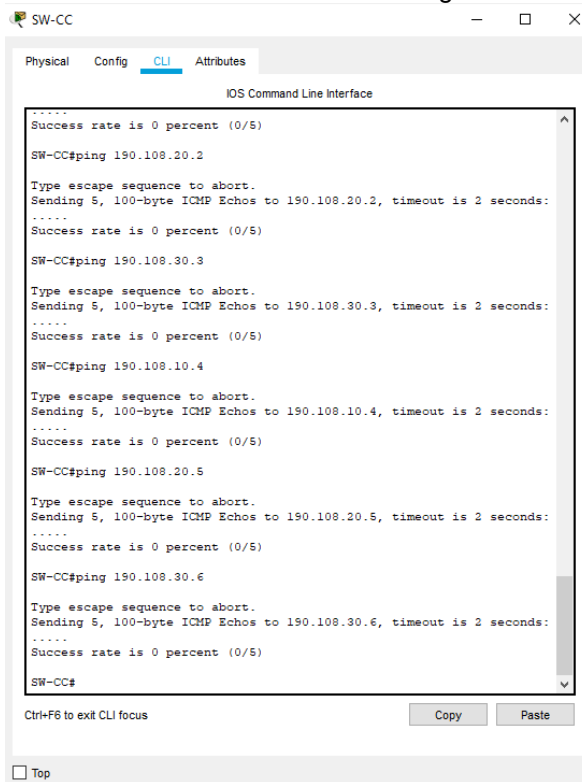 SW-CC
Physical Config CLI Attributes
IOS Command Line Interface
.....
Success rate is 0 percent (0/5)
SW-CC#ping 190.108.20.2
Type escape sequence to abort.
Sending 5, 100-byte ICMP Echos to 190.108.20.2, timeout is 2 seconds:
.....
Success rate is 0 percent (0/5)
SW-CC#ping 190.108.30.3
Type escape sequence to abort.
Sending 5, 100-byte ICMP Echos to 190.108.30.3, timeout is 2 seconds:
.....
Success rate is 0 percent (0/5)
SW-CC#ping 190.108.10.4
Type escape sequence to abort.
Sending 5, 100-byte ICMP Echos to 190.108.10.4, timeout is 2 seconds:
.....
Success rate is 0 percent (0/5)
SW-CC#ping 190.108.20.5
Type escape sequence to abort.
Sending 5, 100-byte ICMP Echos to 190.108.20.5, timeout is 2 seconds:
.....
Success rate is 0 percent (0/5)
SW-CC#ping 190.108.30.6
Type escape sequence to abort.
Sending 5, 100-byte ICMP Echos to 190.108.30.6, timeout is 2 seconds:
.....
Success rate is 0 percent (0/5)
SW-CC#
Ctrl+F6 to exit CLI focus Copy Paste
Top